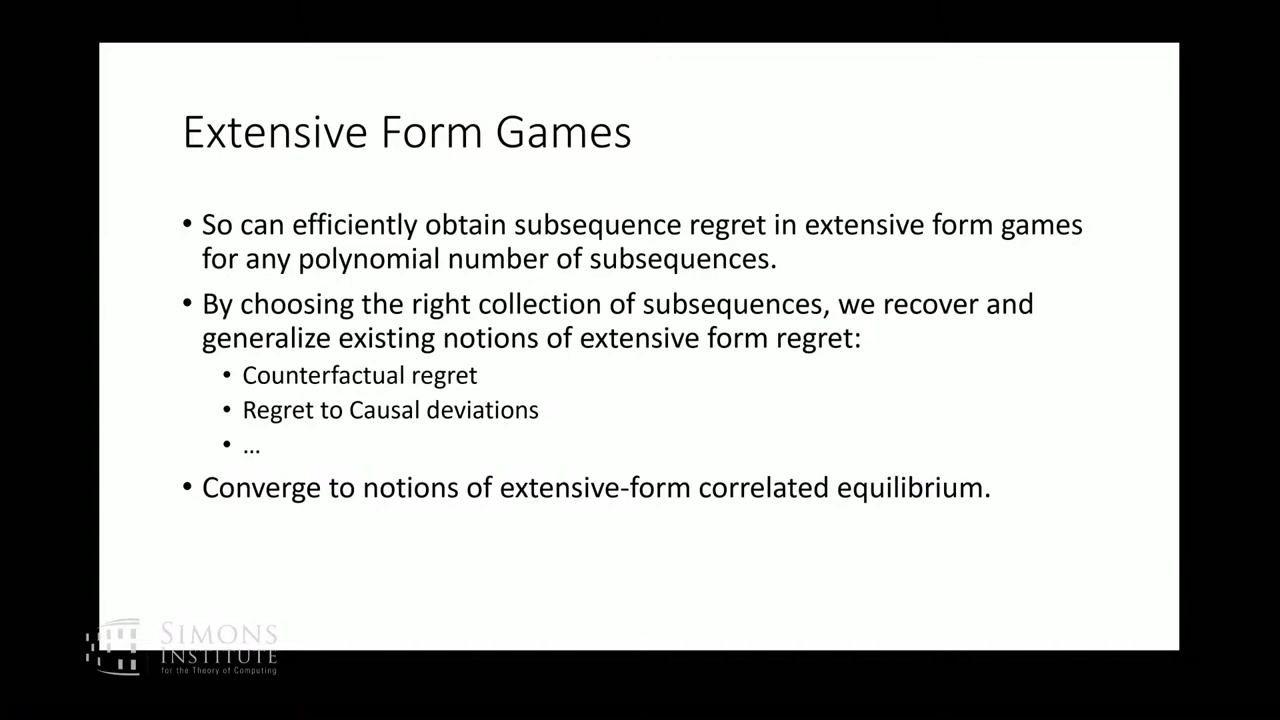 Extensive Form Games
• So can efficiently obtain subsequence regret in extensive form games
for any polynomial number of subsequences.
• By choosing the right collection of subsequences, we recover and
generalize existing notions of extensive form regret:
• Counterfactual regret
• Regret to Causal deviations
• …
• Converge to notions of extensive-form correlated equilibrium.
SIMONS
INSTITUTE
for the Theory of Computing